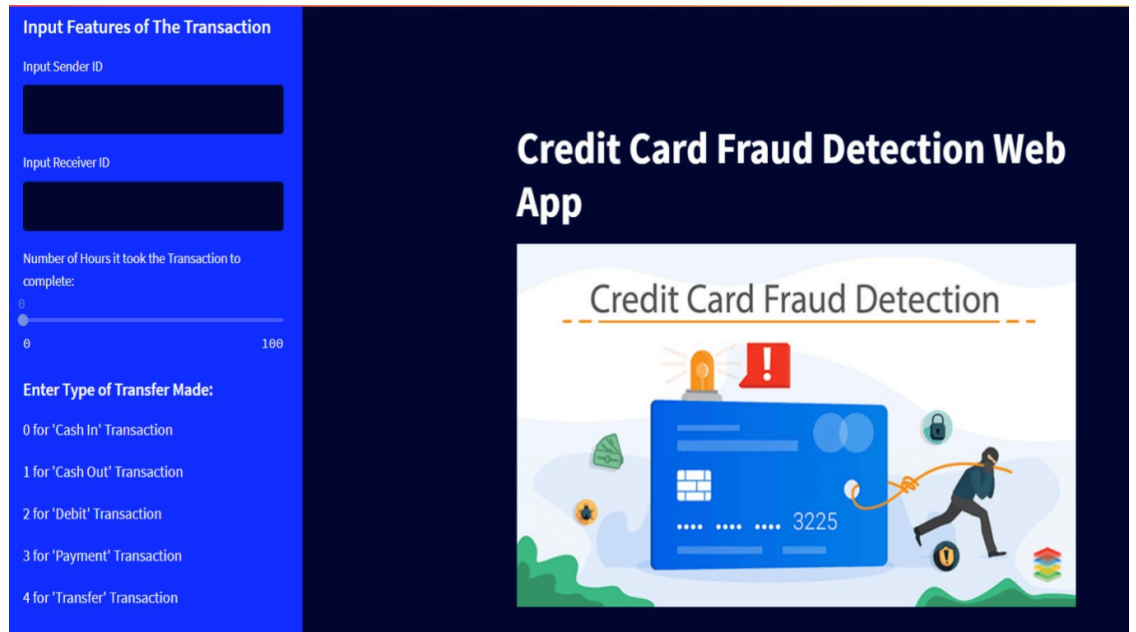 Input Features of The Transaction
Input Sender ID
Input Receiver ID
Number of Hours it took the Transaction to
complete:
0
0 100
Enter Type of Transfer Made:
0 for 'Cash In' Transaction
1 for 'Cash Out' Transaction
2 for 'Debit' Transaction
3 for 'Payment' Transaction
4 for 'Transfer' Transaction
Credit Card Fraud Detection Web
App
Credit Card Fraud Detection
!
.... .... .... 3225